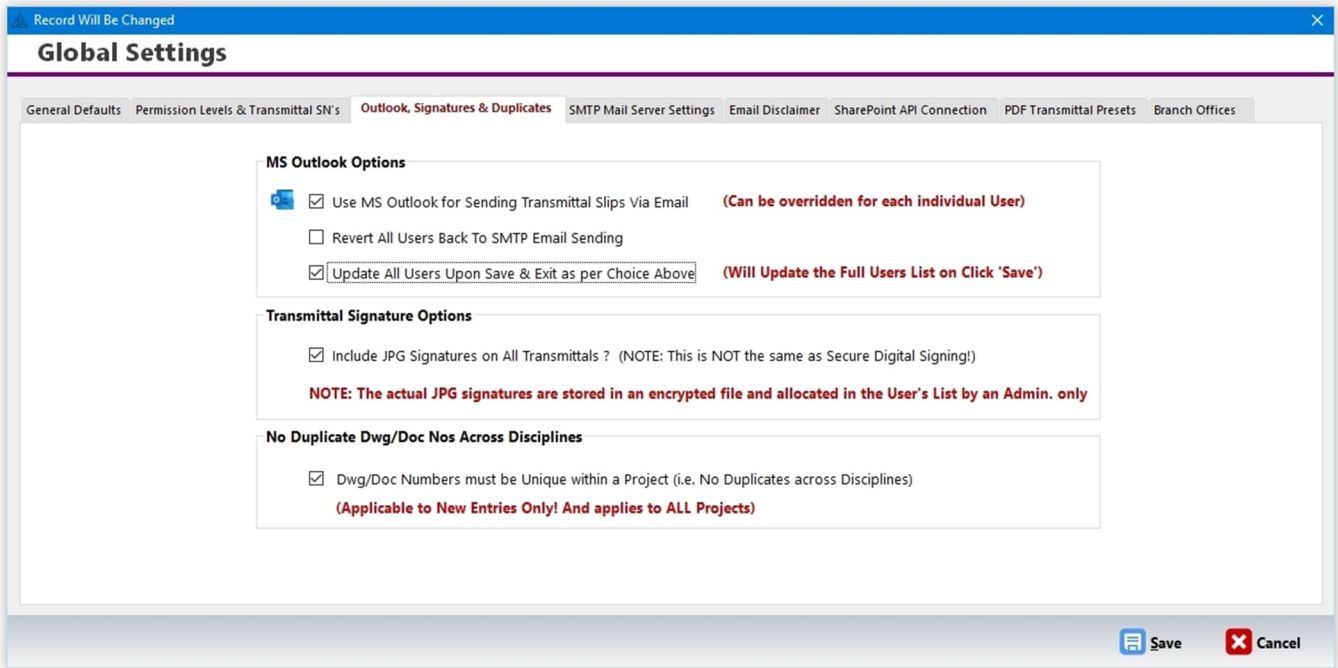 Record Will Be Changed
Global Settings
General Defaults Permission Levels & Transmittal SN's Outlook, Signatures & Duplicates SMTP Mail Server Settings Email Disclaimer SharePoint API Connection PDF Transmittal Presets Branch Offices
MS Outlook Options
Use MS Outlook for Sending Transmittal Slips Via Email (Can be overridden for each individual User)
Revert All Users Back To SMTP Email Sending
Update All Users Upon Save & Exit as per Choice Above (Will Update the Full Users List on Click 'Save')
Transmittal Signature Options
Include JPG Signatures on All Transmittals ? (NOTE: This is NOT the same as Secure Digital Signing!)
NOTE: The actual JPG signatures are stored in an encrypted file and allocated in the User's List by an Admin. only
No Duplicate Dwg/Doc Nos Across Disciplines
Dwg/Doc Numbers must be Unique within a Project (i.e. No Duplicates across Disciplines)
(Applicable to New Entries Only! And applies to ALL Projects)
Save Cancel